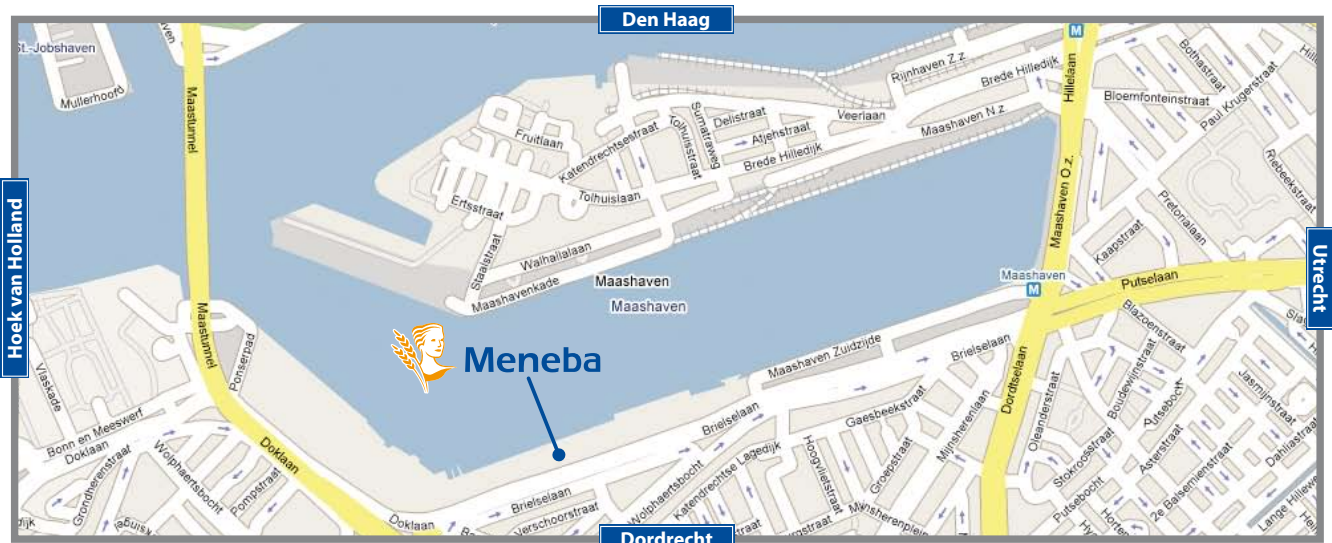 Den Haag
St.-Jobshaven
Mullerhoofd
Maastunnel
Rijnhaven Z.z.
Brede Hilledijk
Hillelaan
M
Bothastraat
Paul Krugerstraat
Bloemfonteinstraat
Riebeekstraat
Fruitlaan
Katendrechtsestraat
Tolhuisstraat
Sumatraweg
Delistraat
Atjehstraat
Veerlaan
Maashaven N.z.
Brede Hilledijk
Tolhuislaan
Ertsstraat
Staalstraat
Walhallalaan
Maashavenkade
Maashaven O.z.
Pretorialaan
Kaapstraat
Hoek van Holland
Utrecht
Maashaven
Maashaven
Maashaven
M
Putselaan
Maastunnel
Ponserpad
Vlaskade
Meneba
Maashaven Zuidzijde
Brielselaan
Dordtselaan
Blazoenstraat
Boudewijnstraat
Jasmijnstraat
Dahliastraat
Bonn en Meeswerf
Doklaan
Doklaan
Grondherenstraat
Wolphaertsbocht
Pompstraat
Brielselaan
Gaesbeekstraat
Mijnsherenlaan
Oleanderstraat
Stokroosstraat
Asterstraat
2e Balsemienstraat
Putsebocht
Putsebocht
Brielselaan
Verschoorstraat
Wolphaertsbocht
Katendrechtse Lagedijk
Hoogvlietstraat
Groepstraat
Mijnsherenplein
Doklaan
Dordrecht